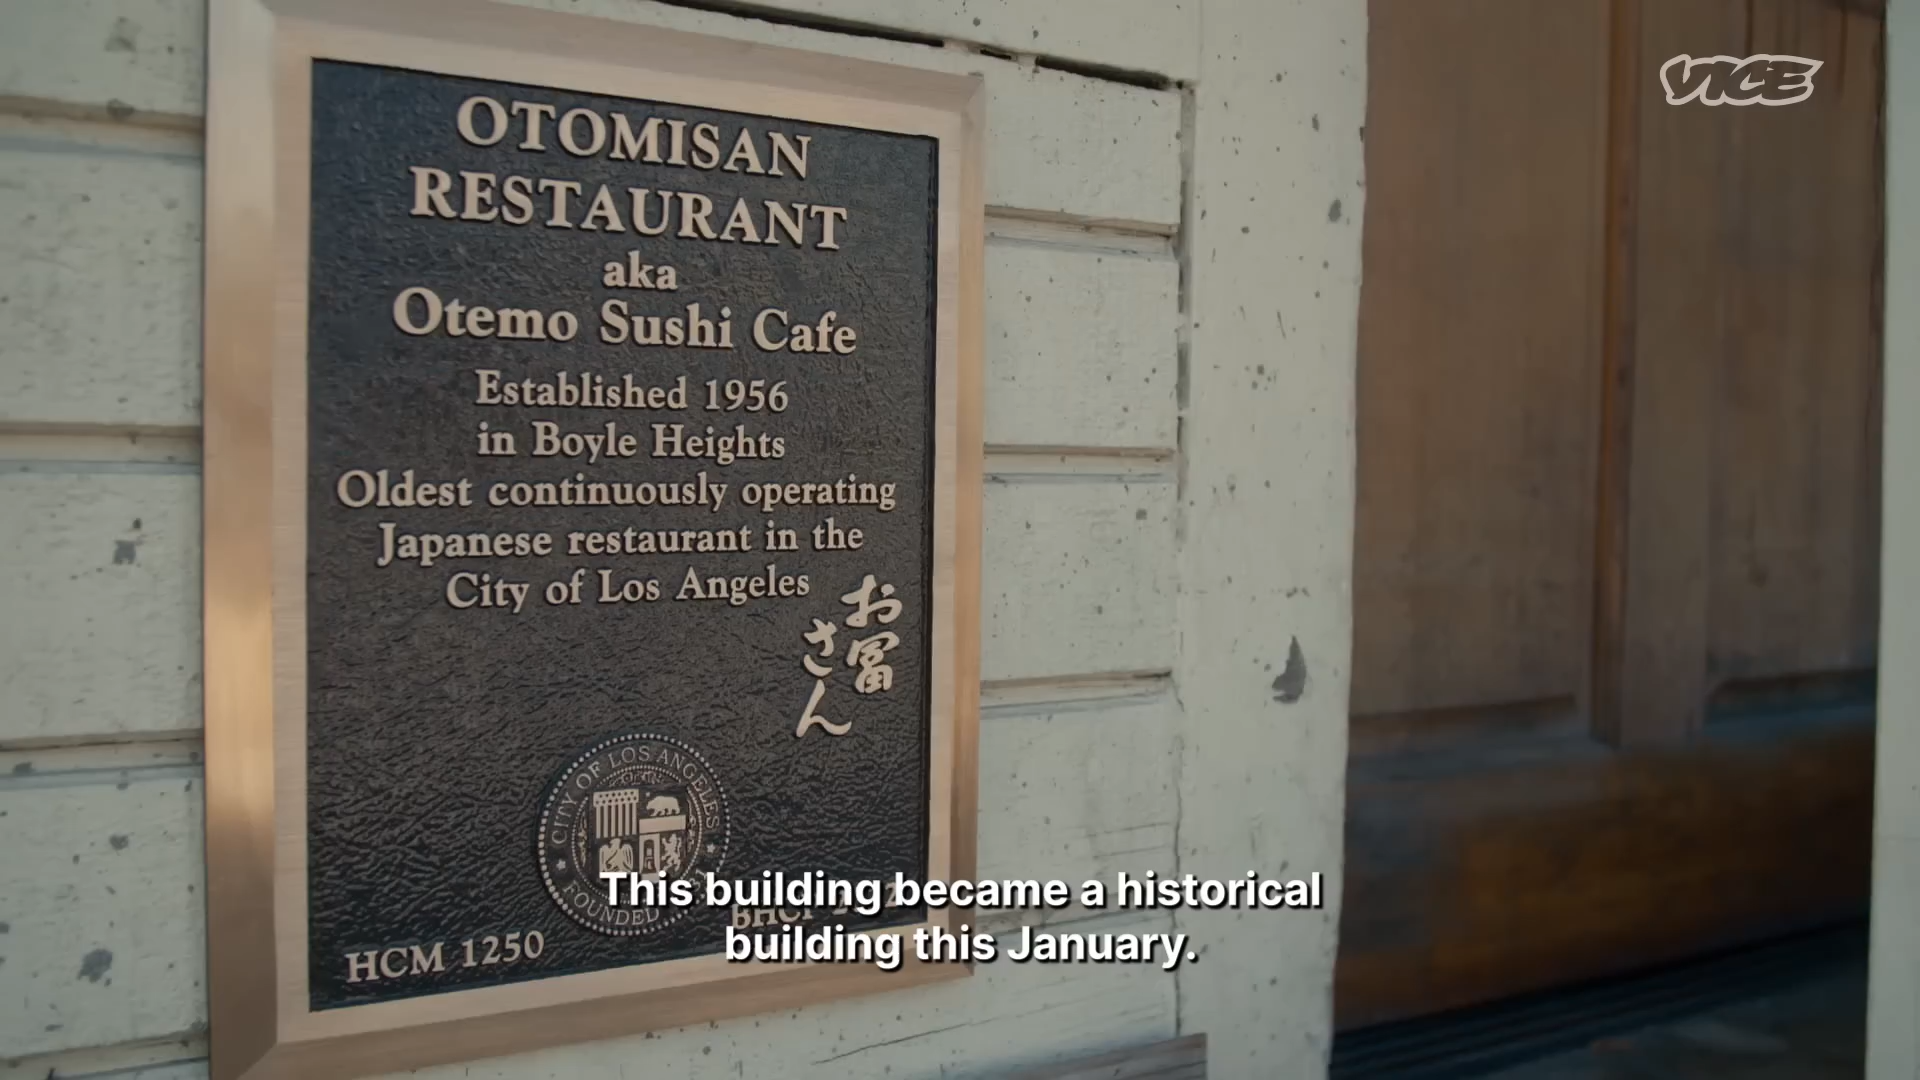 VICE
OTOMISAN
RESTAURANT
aka
Otemo Sushi Cafe
Established 1956
in Boyle Heights
Oldest continuously operating
Japanese restaurant in the
City of Los Angeles
お冨
さん
CITY OF LOS ANGELES
FOUNDED
HCM 1250
This building became a historical
building this January.